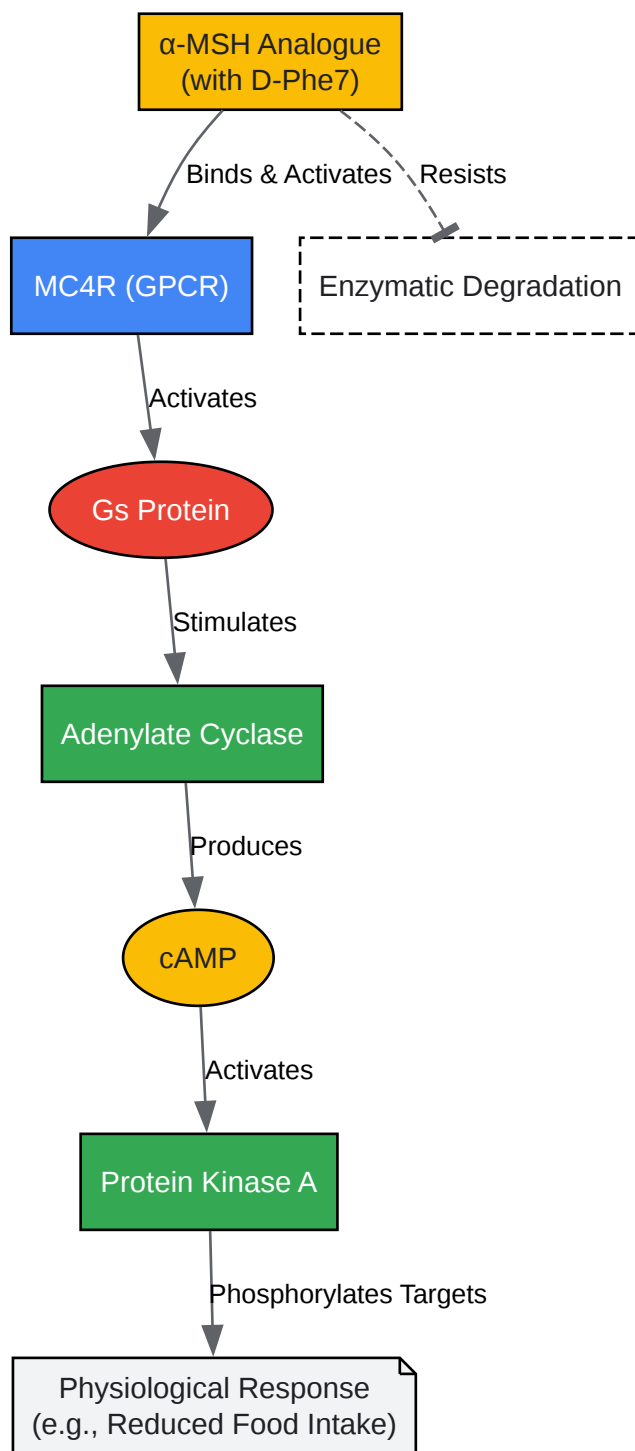 α-MSH Analogue
(with D-Phe7)
Binds & Activates
Resists
MC4R (GPCR)
Enzymatic Degradation
Activates
Gs Protein
Stimulates
Adenylate Cyclase
Produces
cAMP
Activates
Protein Kinase A
Phosphorylates Targets
Physiological Response
(e.g., Reduced Food Intake)